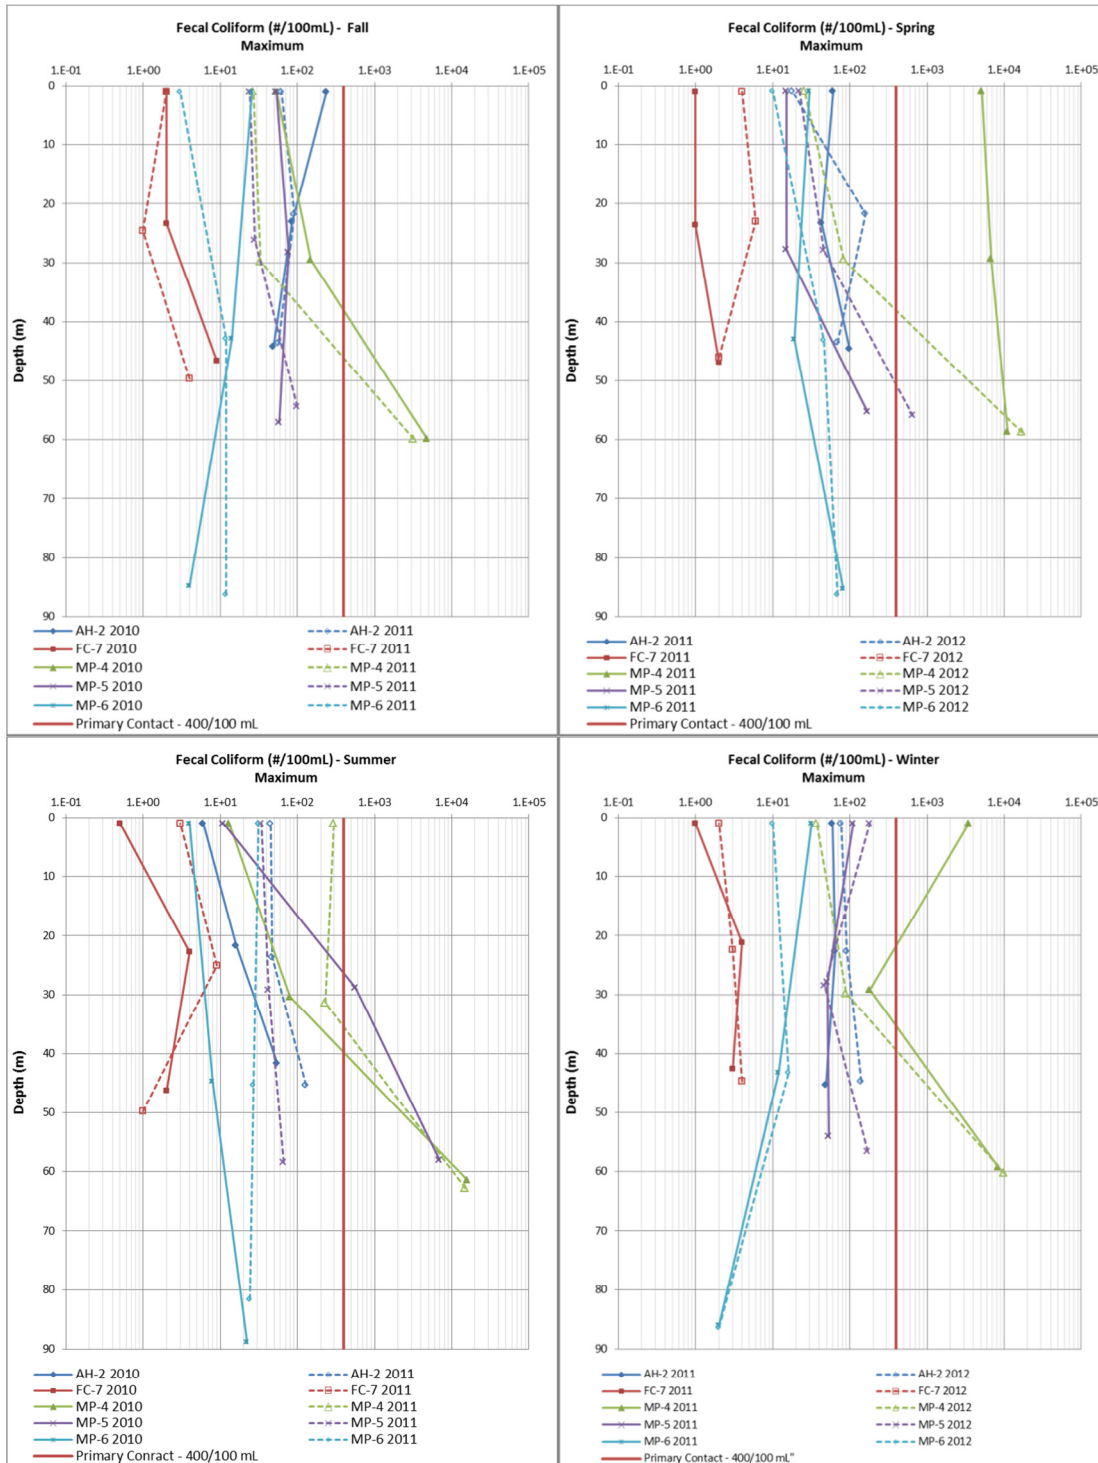 Fecal Coliform (#/100mL) - Fall
Maximum
1.E-01 1.E+00 1.E+01 1.E+02 1.E+03 1.E+04 1.E+05
0
10
20
30
40
50
60
70
80
90
Depth (m)
AH-2 2010 AH-2 2011
FC-7 2010 FC-7 2011
MP-4 2010 MP-4 2011
MP-5 2010 MP-5 2011
MP-6 2010 MP-6 2011
Primary Contact - 400/100 mL
Fecal Coliform (#/100mL) - Spring
Maximum
1.E-01 1.E+00 1.E+01 1.E+02 1.E+03 1.E+04 1.E+05
0
10
20
30
40
50
60
70
80
90
Depth (m)
AH-2 2011 AH-2 2012
FC-7 2011 FC-7 2012
MP-4 2011 MP-4 2012
MP-5 2011 MP-5 2012
MP-6 2011 MP-6 2012
Primary Contact - 400/100 mL
Fecal Coliform (#/100mL) - Summer
Maximum
1.E-01 1.E+00 1.E+01 1.E+02 1.E+03 1.E+04 1.E+05
0
10
20
30
40
50
60
70
80
90
Depth (m)
AH-2 2010 AH-2 2011
FC-7 2010 FC-7 2011
MP-4 2010 MP-4 2011
MP-5 2010 MP-5 2011
MP-6 2010 MP-6 2011
Primary Conract - 400/100 mL
Fecal Coliform (#/100mL) - Winter
Maximum
1.E-01 1.E+00 1.E+01 1.E+02 1.E+03 1.E+04 1.E+05
0
10
20
30
40
50
60
70
80
90
Depth (m)
AH-2 2011 AH-2 2012
FC-7 2011 FC-7 2012
MP-4 2011 MP-4 2012
MP-5 2011 MP-5 2012
MP-6 2011 MP-6 2012
Primary Contact - 400/100 mL"